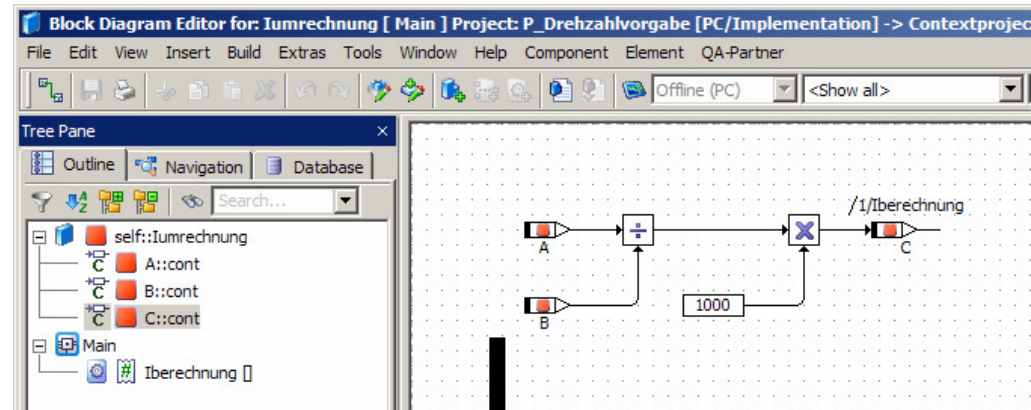 Block Diagram Editor for: Iumrechnung [ Main ] Project: P_Drehzahlvorgabe [PC/Implementation] -> Contextprojec
File Edit View Insert Build Extras Tools Window Help Component Element QA-Partner
Offline (PC) <Show all>
Tree Pane
Outline Navigation Database
Search...
self::Iumrechnung
A::cont
B::cont
C::cont
Main
Iberechnung []
/1/Iberechnung
A
C
1000
B